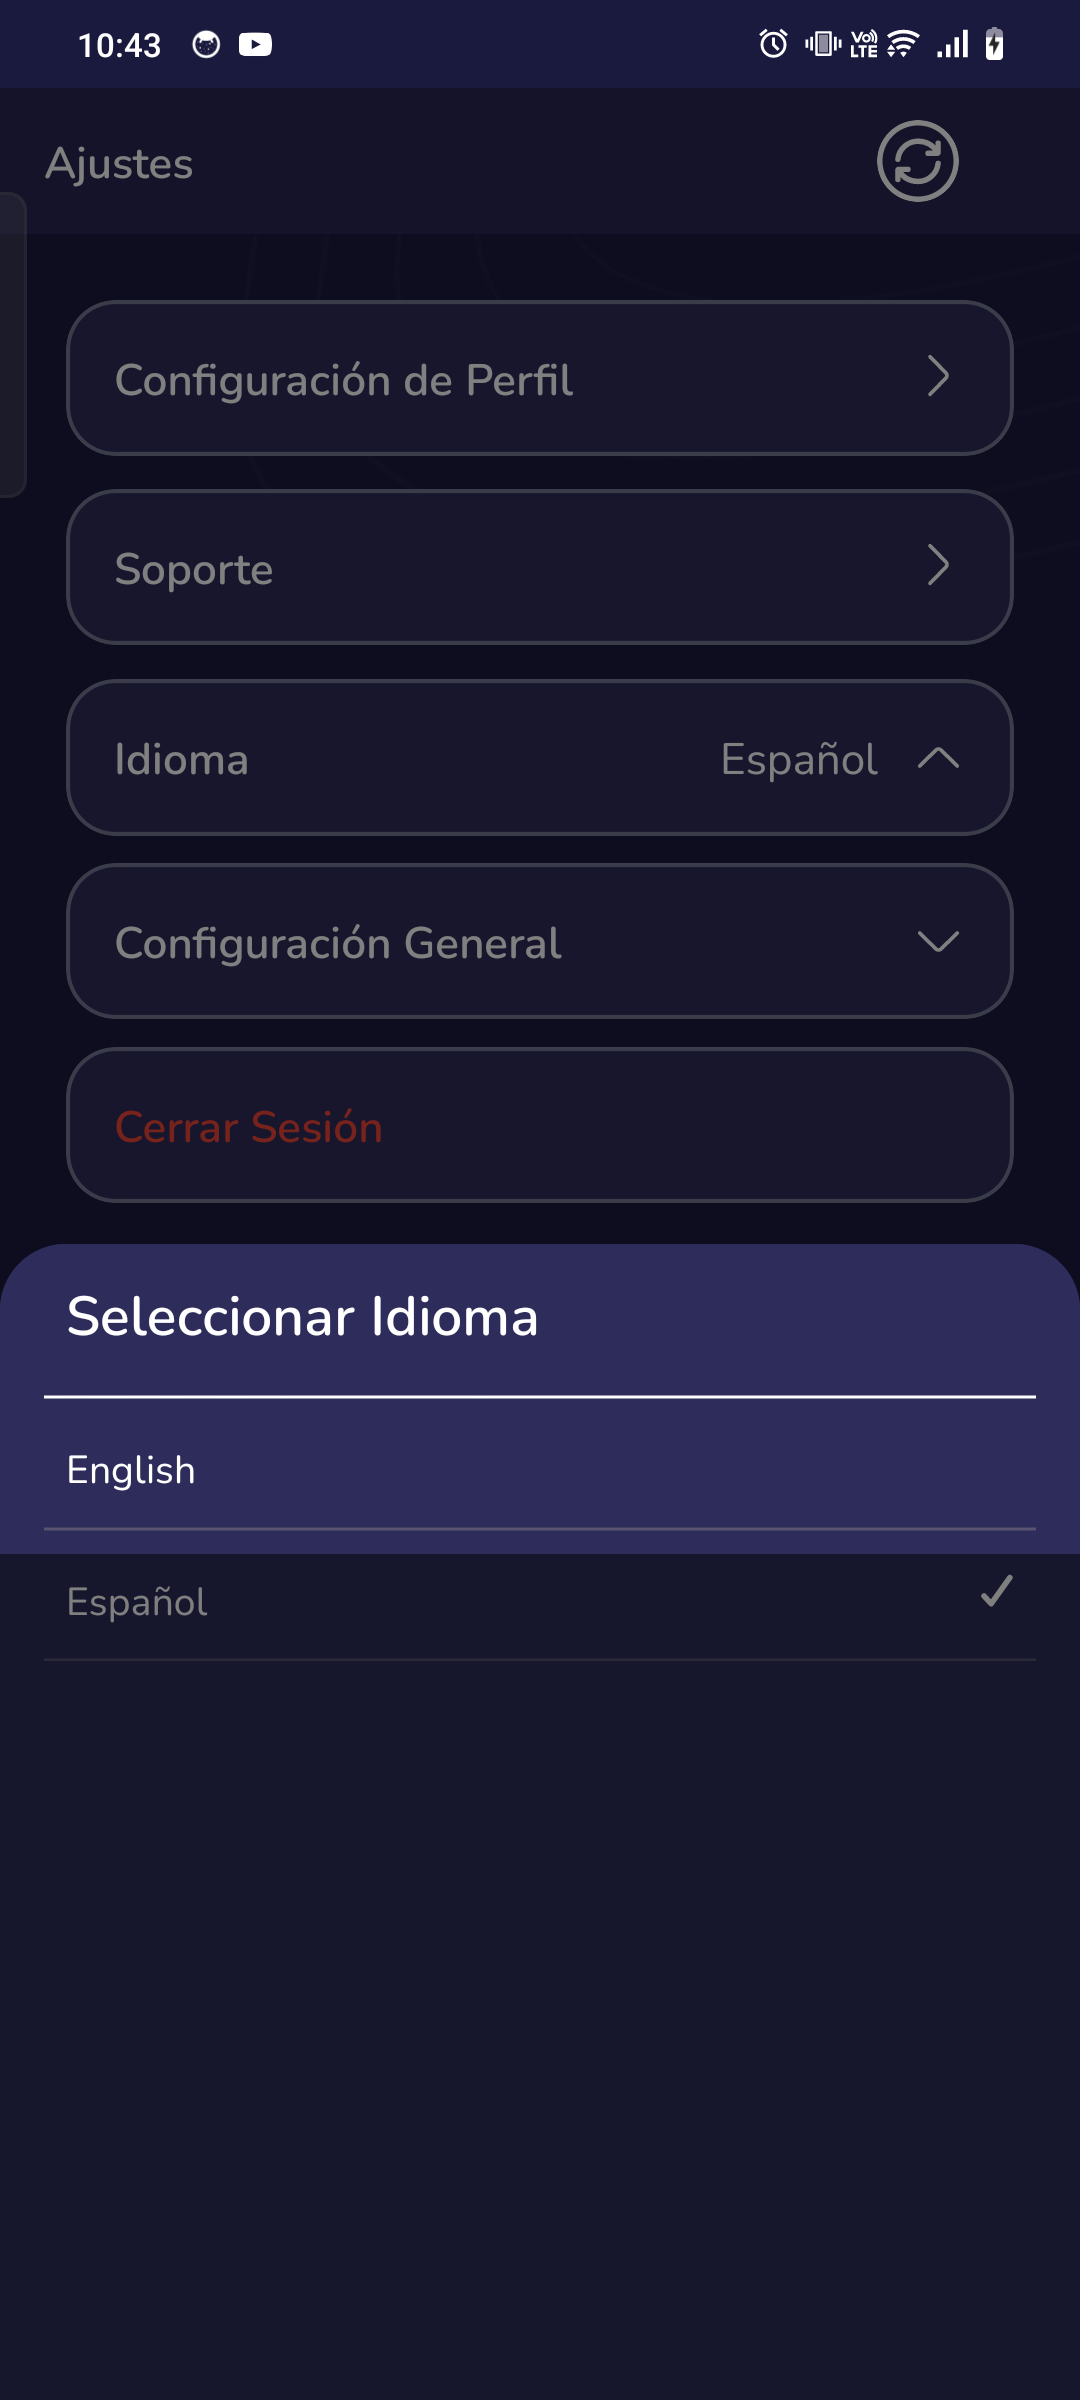 10:43
Vo) LTE
Ajustes
Configuración de Perfil
Soporte
Idioma Español
Configuración General
Cerrar Sesión
Seleccionar Idioma
English
Español